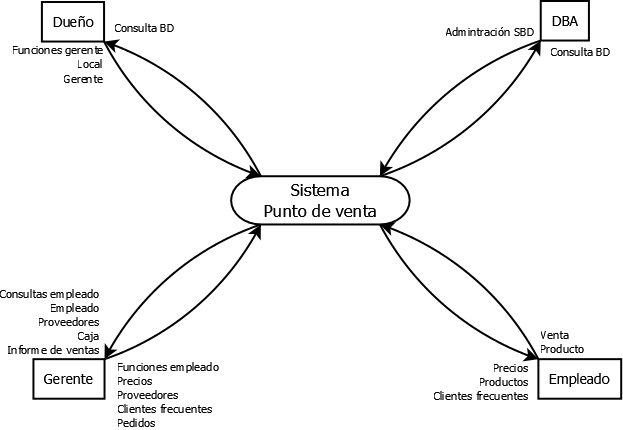 Dueño
Consulta BD
Funciones gerente
Local
Gerente
DBA
Admintración SBD
Consulta BD
Sistema
Punto de venta
Consultas empleado
Empleado
Proveedores
Caja
Informe de ventas
Gerente
Funciones empleado
Precios
Proveedores
Clientes frecuentes
Pedidos
Venta
Producto
Precios
Productos
Clientes frecuentes
Empleado